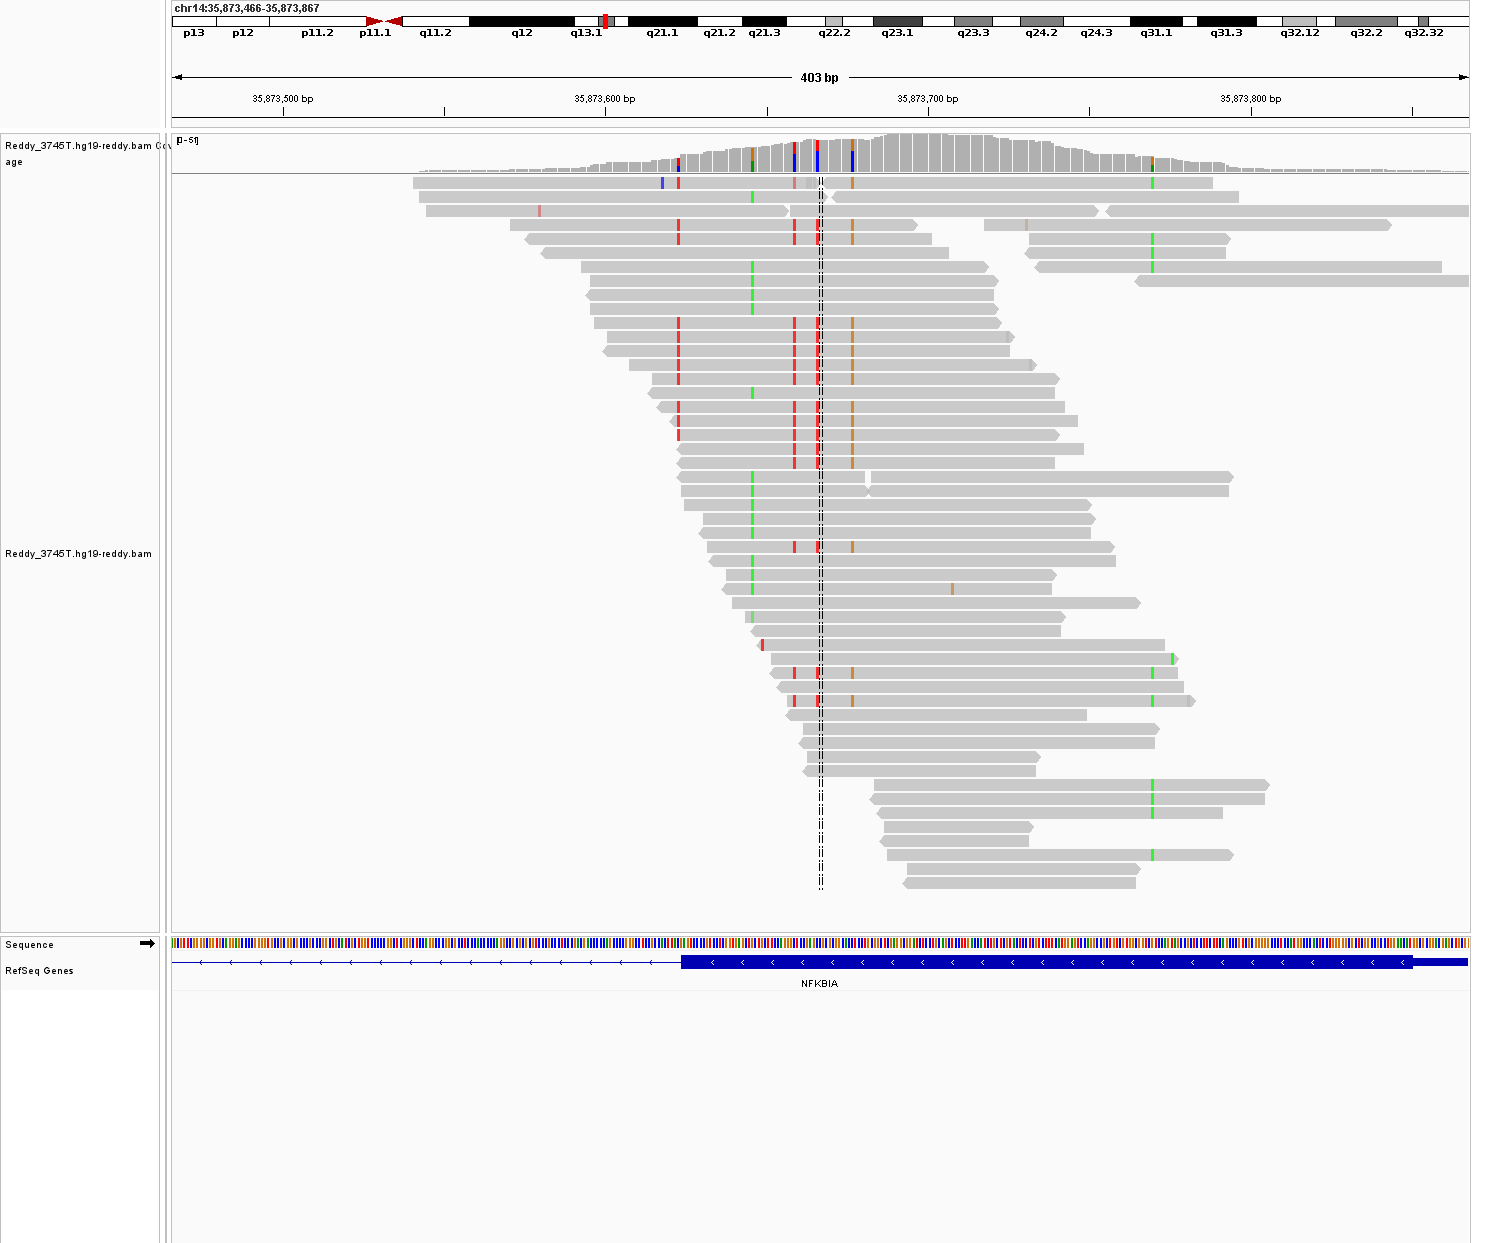 chr14:35,873,466-35,873,867
p13 p12 p11.2 p11.1 q11.2 q12 q13.1 q21.1 q21.2 q21.3 q22.2 q23.1 q23.3 q24.2 q24.3 q31.1 q31.3 q32.12 q32.2 q32.32
403 bp
35,873,500 bp 35,873,600 bp 35,873,700 bp 35,873,800 bp
Reddy_3745T.hg19-reddy.bam Cov
age
[0-51]
Reddy_3745T.hg19-reddy.bam
Sequence
RefSeq Genes
NFKBIA